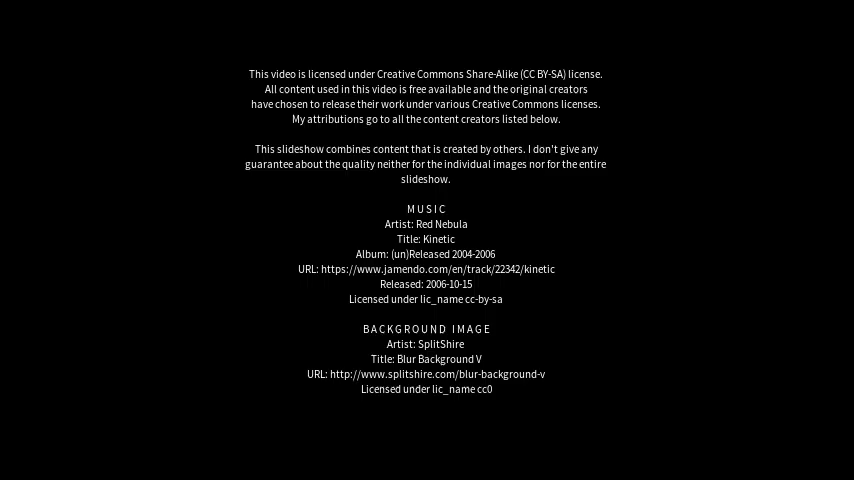 This video is licensed under Creative Commons Share-Alike (CC BY-SA) license.
All content used in this video is free available and the original creators
have chosen to release their work under various Creative Commons licenses.
My attributions go to all the content creators listed below.
This slideshow combines content that is created by others. I don't give any
guarantee about the quality neither for the individual images nor for the entire
slideshow.
MUSIC
Artist: Red Nebula
Title: Kinetic
Album: (un)Released 2004-2006
URL: https://www.jamendo.com/en/track/22342/kinetic
Released: 2006-10-15
Licensed under lic_name cc-by-sa
BACKGROUND IMAGE
Artist: SplitShire
Title: Blur Background V
URL: http://www.splitshire.com/blur-background-v
Licensed under lic_name cc0